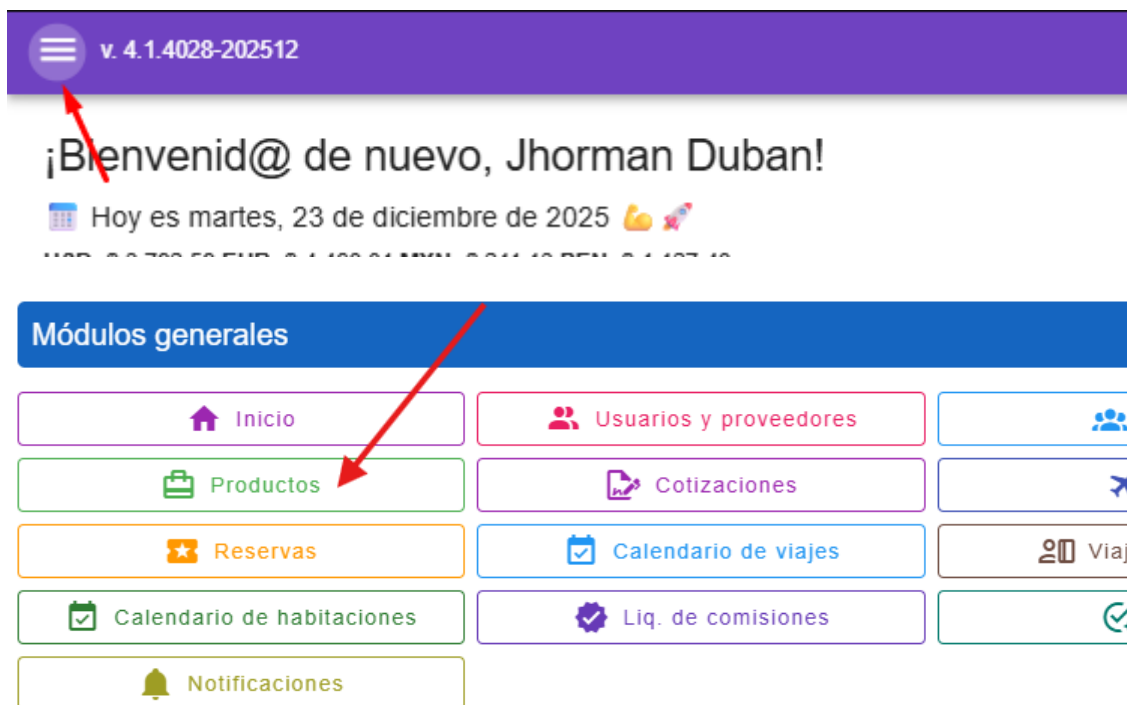 v. 4.1.4028-202512
¡Bienvenid@ de nuevo, Jhorman Duban!
Hoy es martes, 23 de diciembre de 2025
Módulos generales
Inicio
Usuarios y proveedores
Productos
Cotizaciones
Reservas
Calendario de viajes
Calendario de habitaciones
Liq. de comisiones
Notificaciones